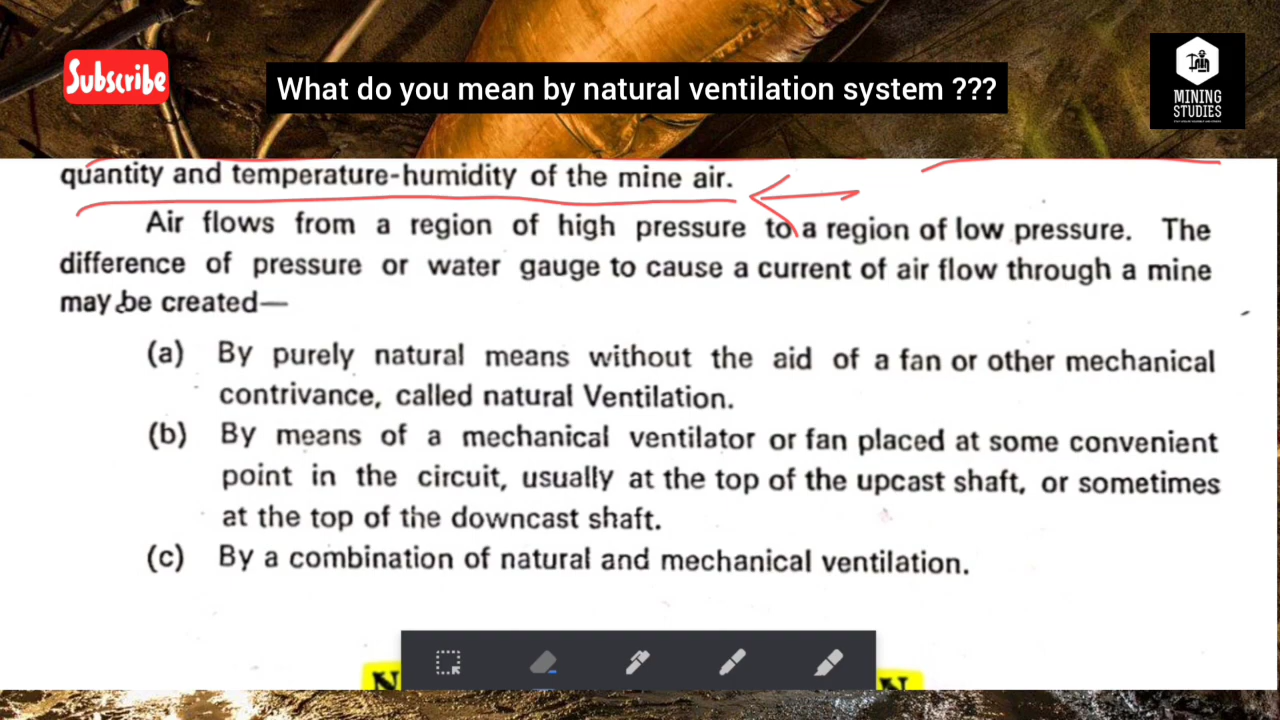 Subscribe
What do you mean by natural ventilation system ???
MINING
STUDIES
quantity and temperature-humidity of the mine air.
Air flows from a region of high pressure to a region of low pressure. The
difference of pressure or water gauge to cause a current of air flow through a mine
may be created—
(a) By purely natural means without the aid of a fan or other mechanical
contrivance, called natural Ventilation.
(b) By means of a mechanical ventilator or fan placed at some convenient
point in the circuit, usually at the top of the upcast shaft, or sometimes
at the top of the downcast shaft.
(c) By a combination of natural and mechanical ventilation.